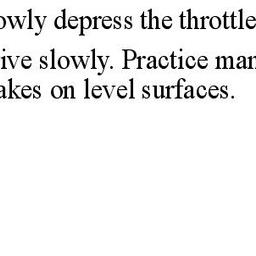 owly depress the throttle
ive slowly. Practice man
akes on level surfaces.